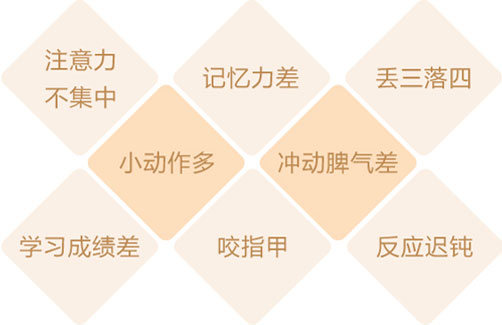 注意力
不集中
记忆力差
丢三落四
小动作多
冲动脾气差
学习成绩差
咬指甲
反应迟钝